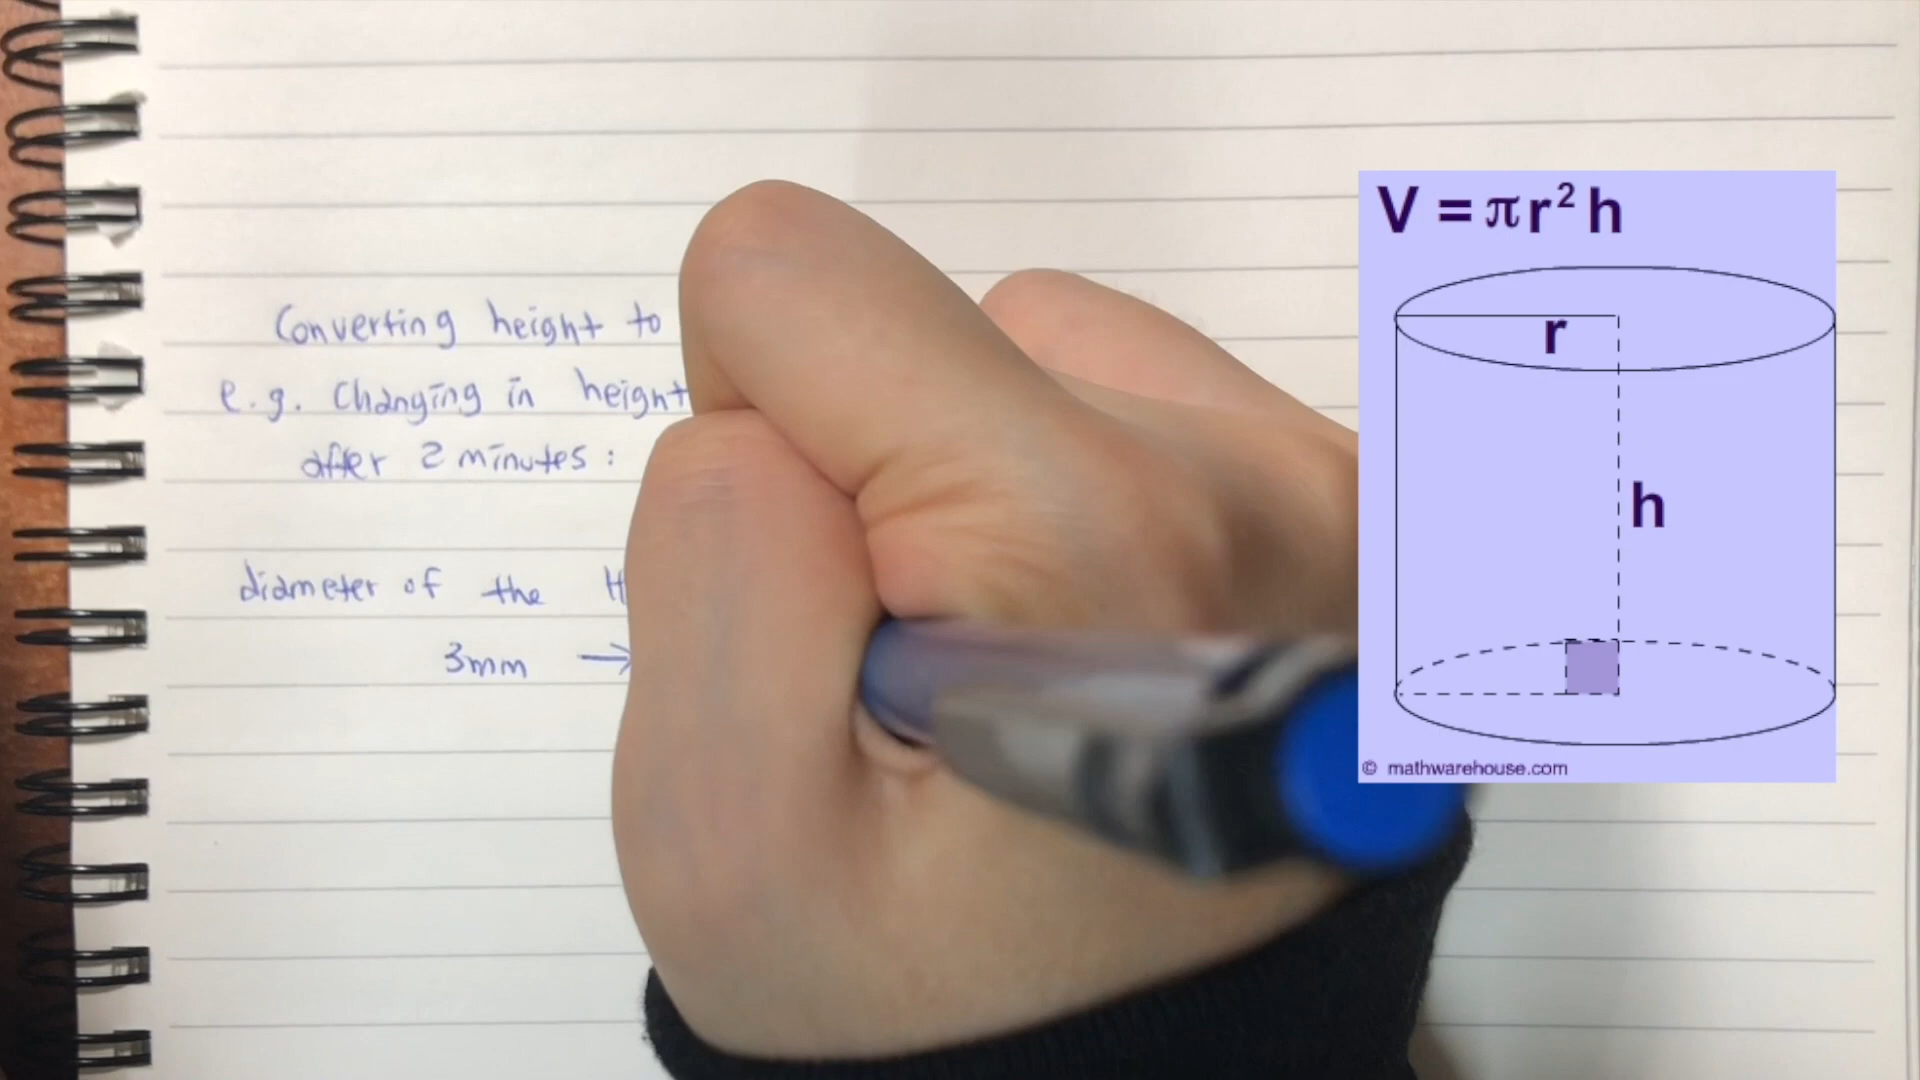 Converting height to
e.g. Changing in height
after 2 minutes:
diameter of the H
3mm →
V = πr² h
r
h
© mathwarehouse.com